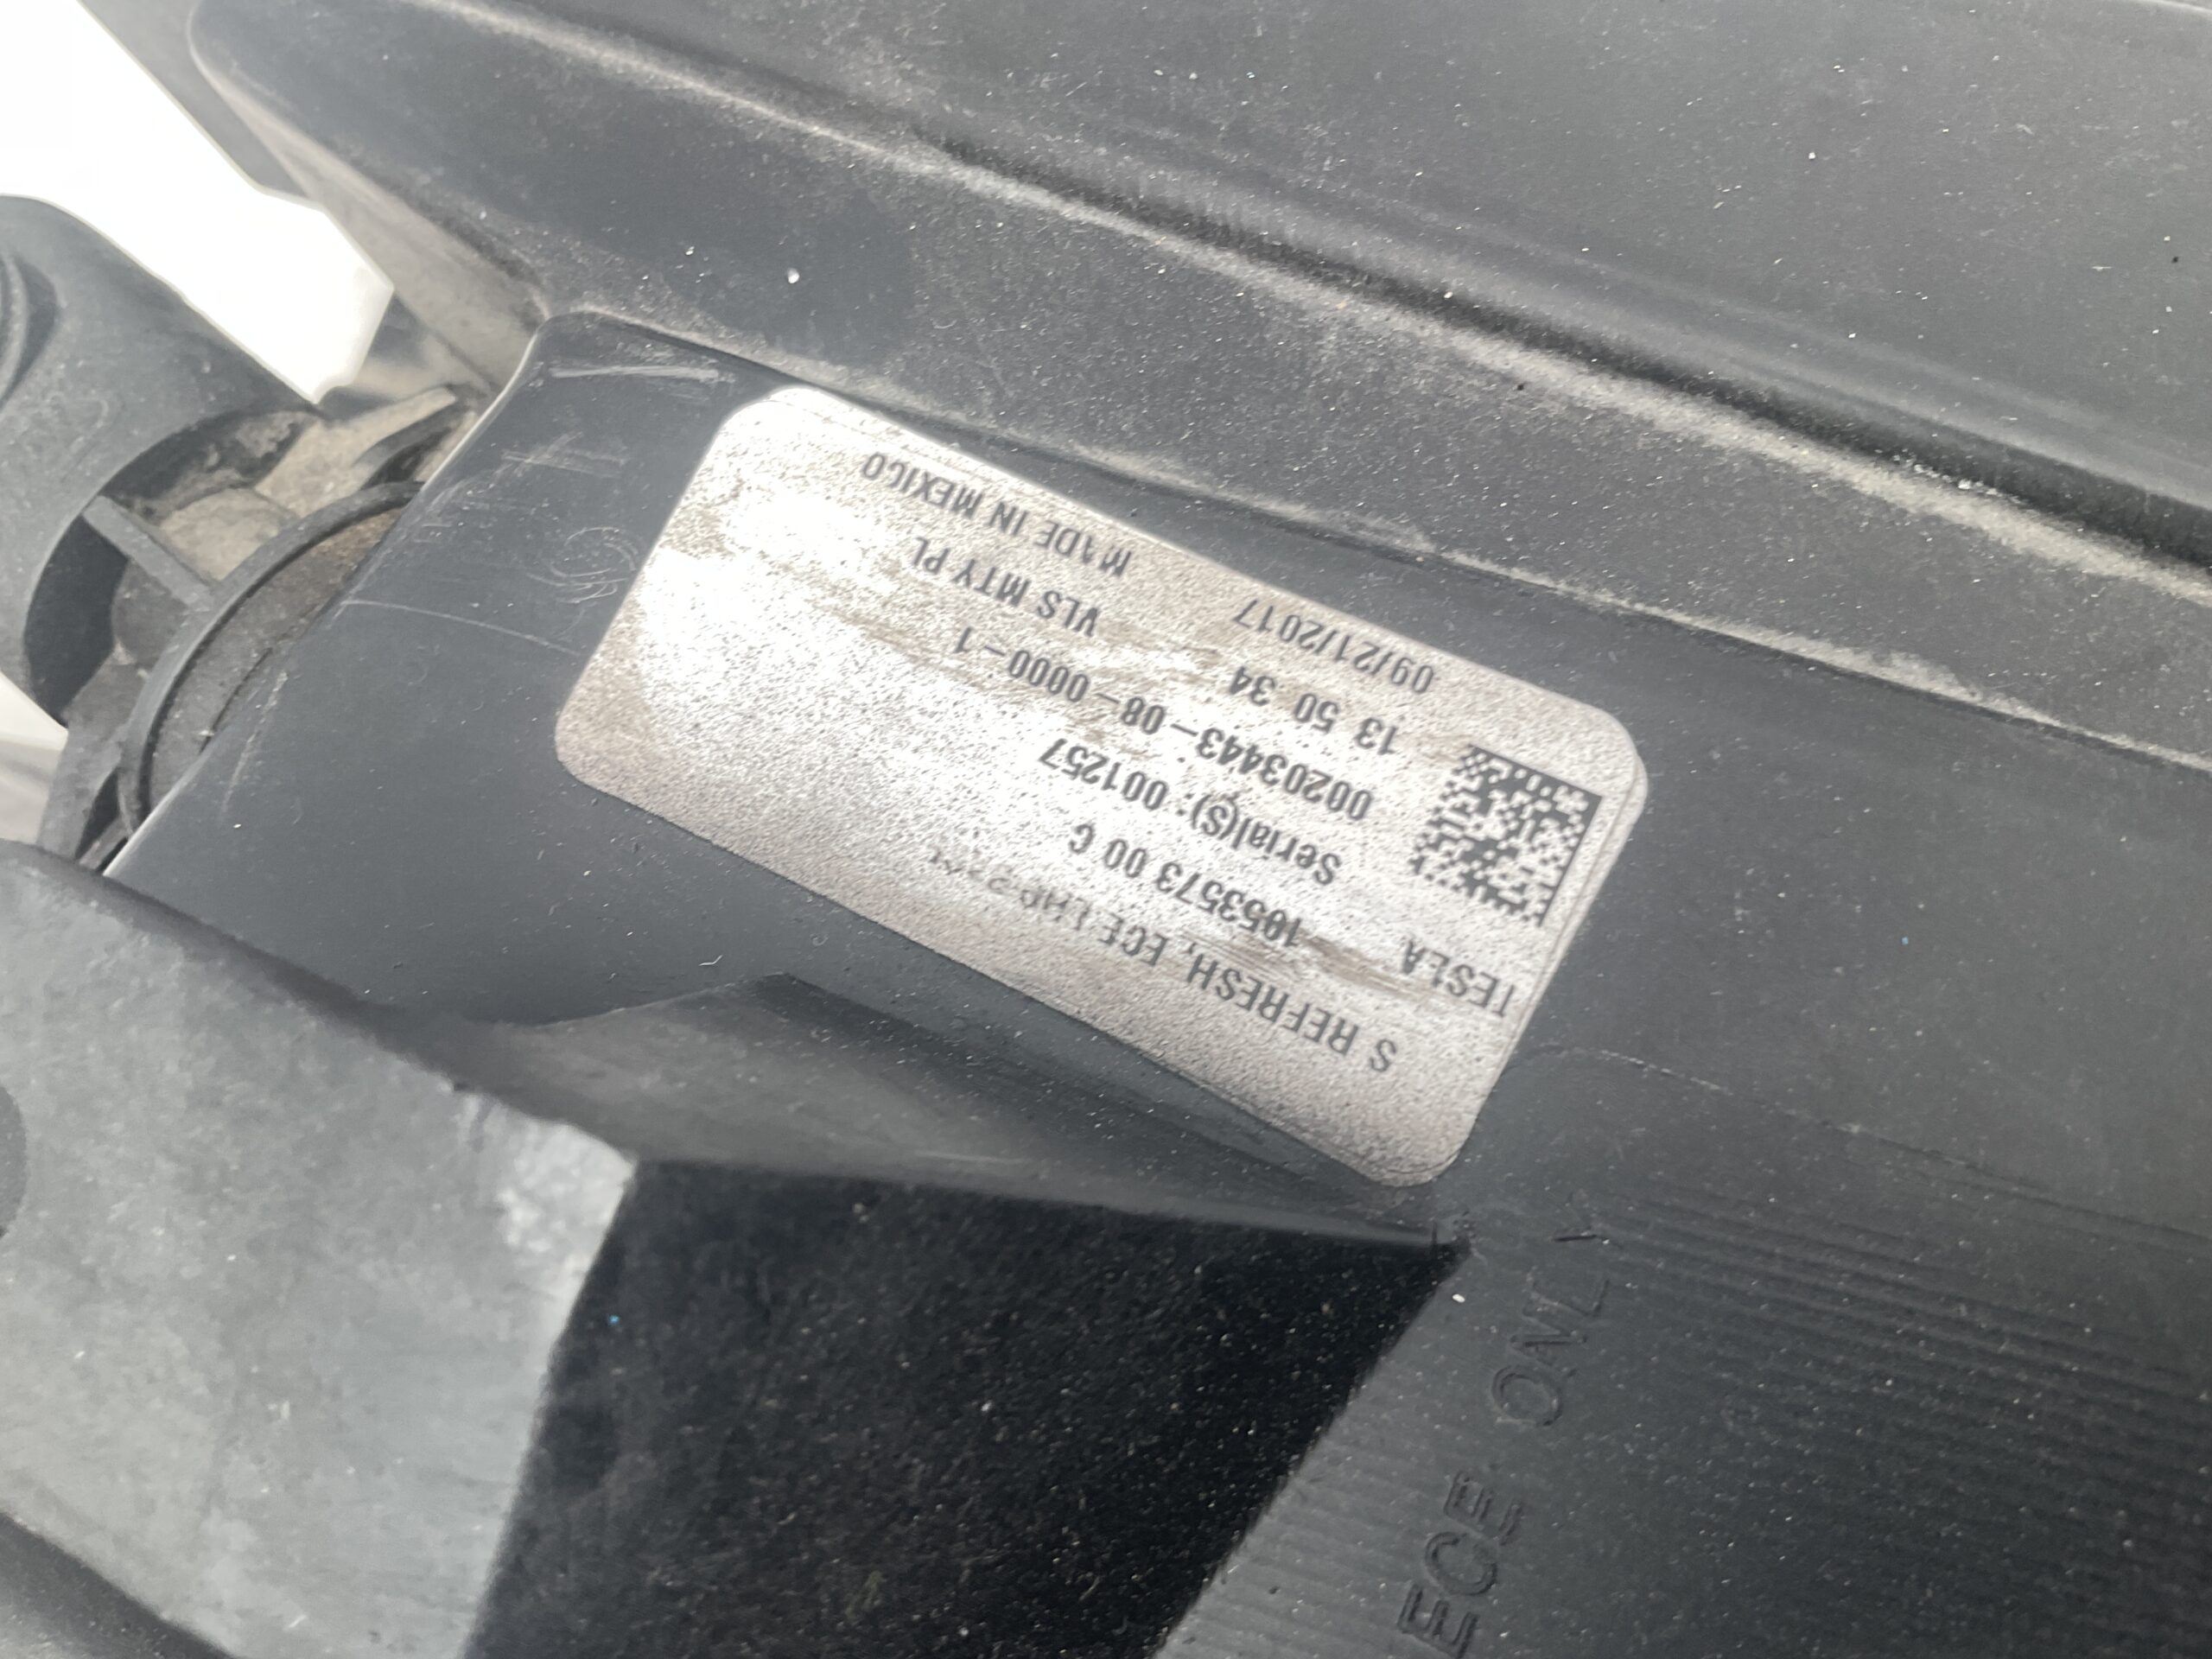 S REFRESH, ECE
TESLA 1053573 00 C
Serial(S): 001257
00203443-08-0000-1
13 50 34 VLS MTY PL
09/21/2017 MADE IN MEXICO
ECE ONLY